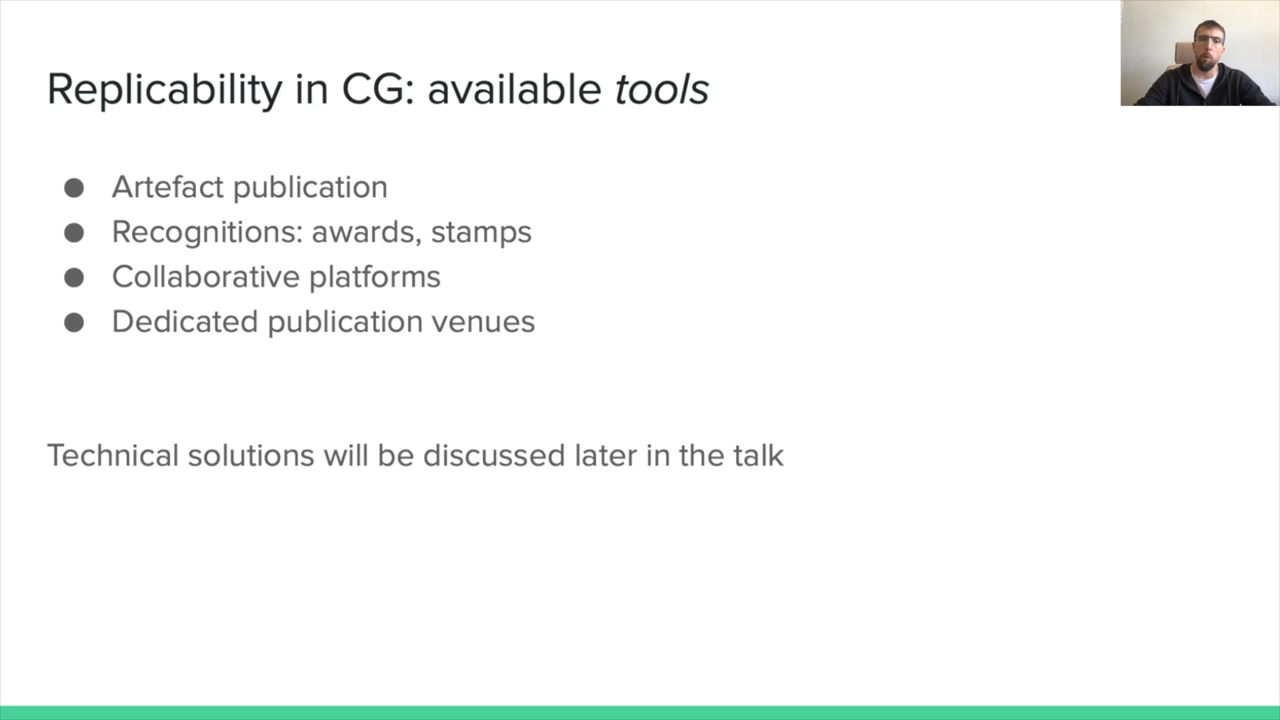 Replicability in CG: available tools
● Artefact publication
● Recognitions: awards, stamps
● Collaborative platforms
● Dedicated publication venues
Technical solutions will be discussed later in the talk